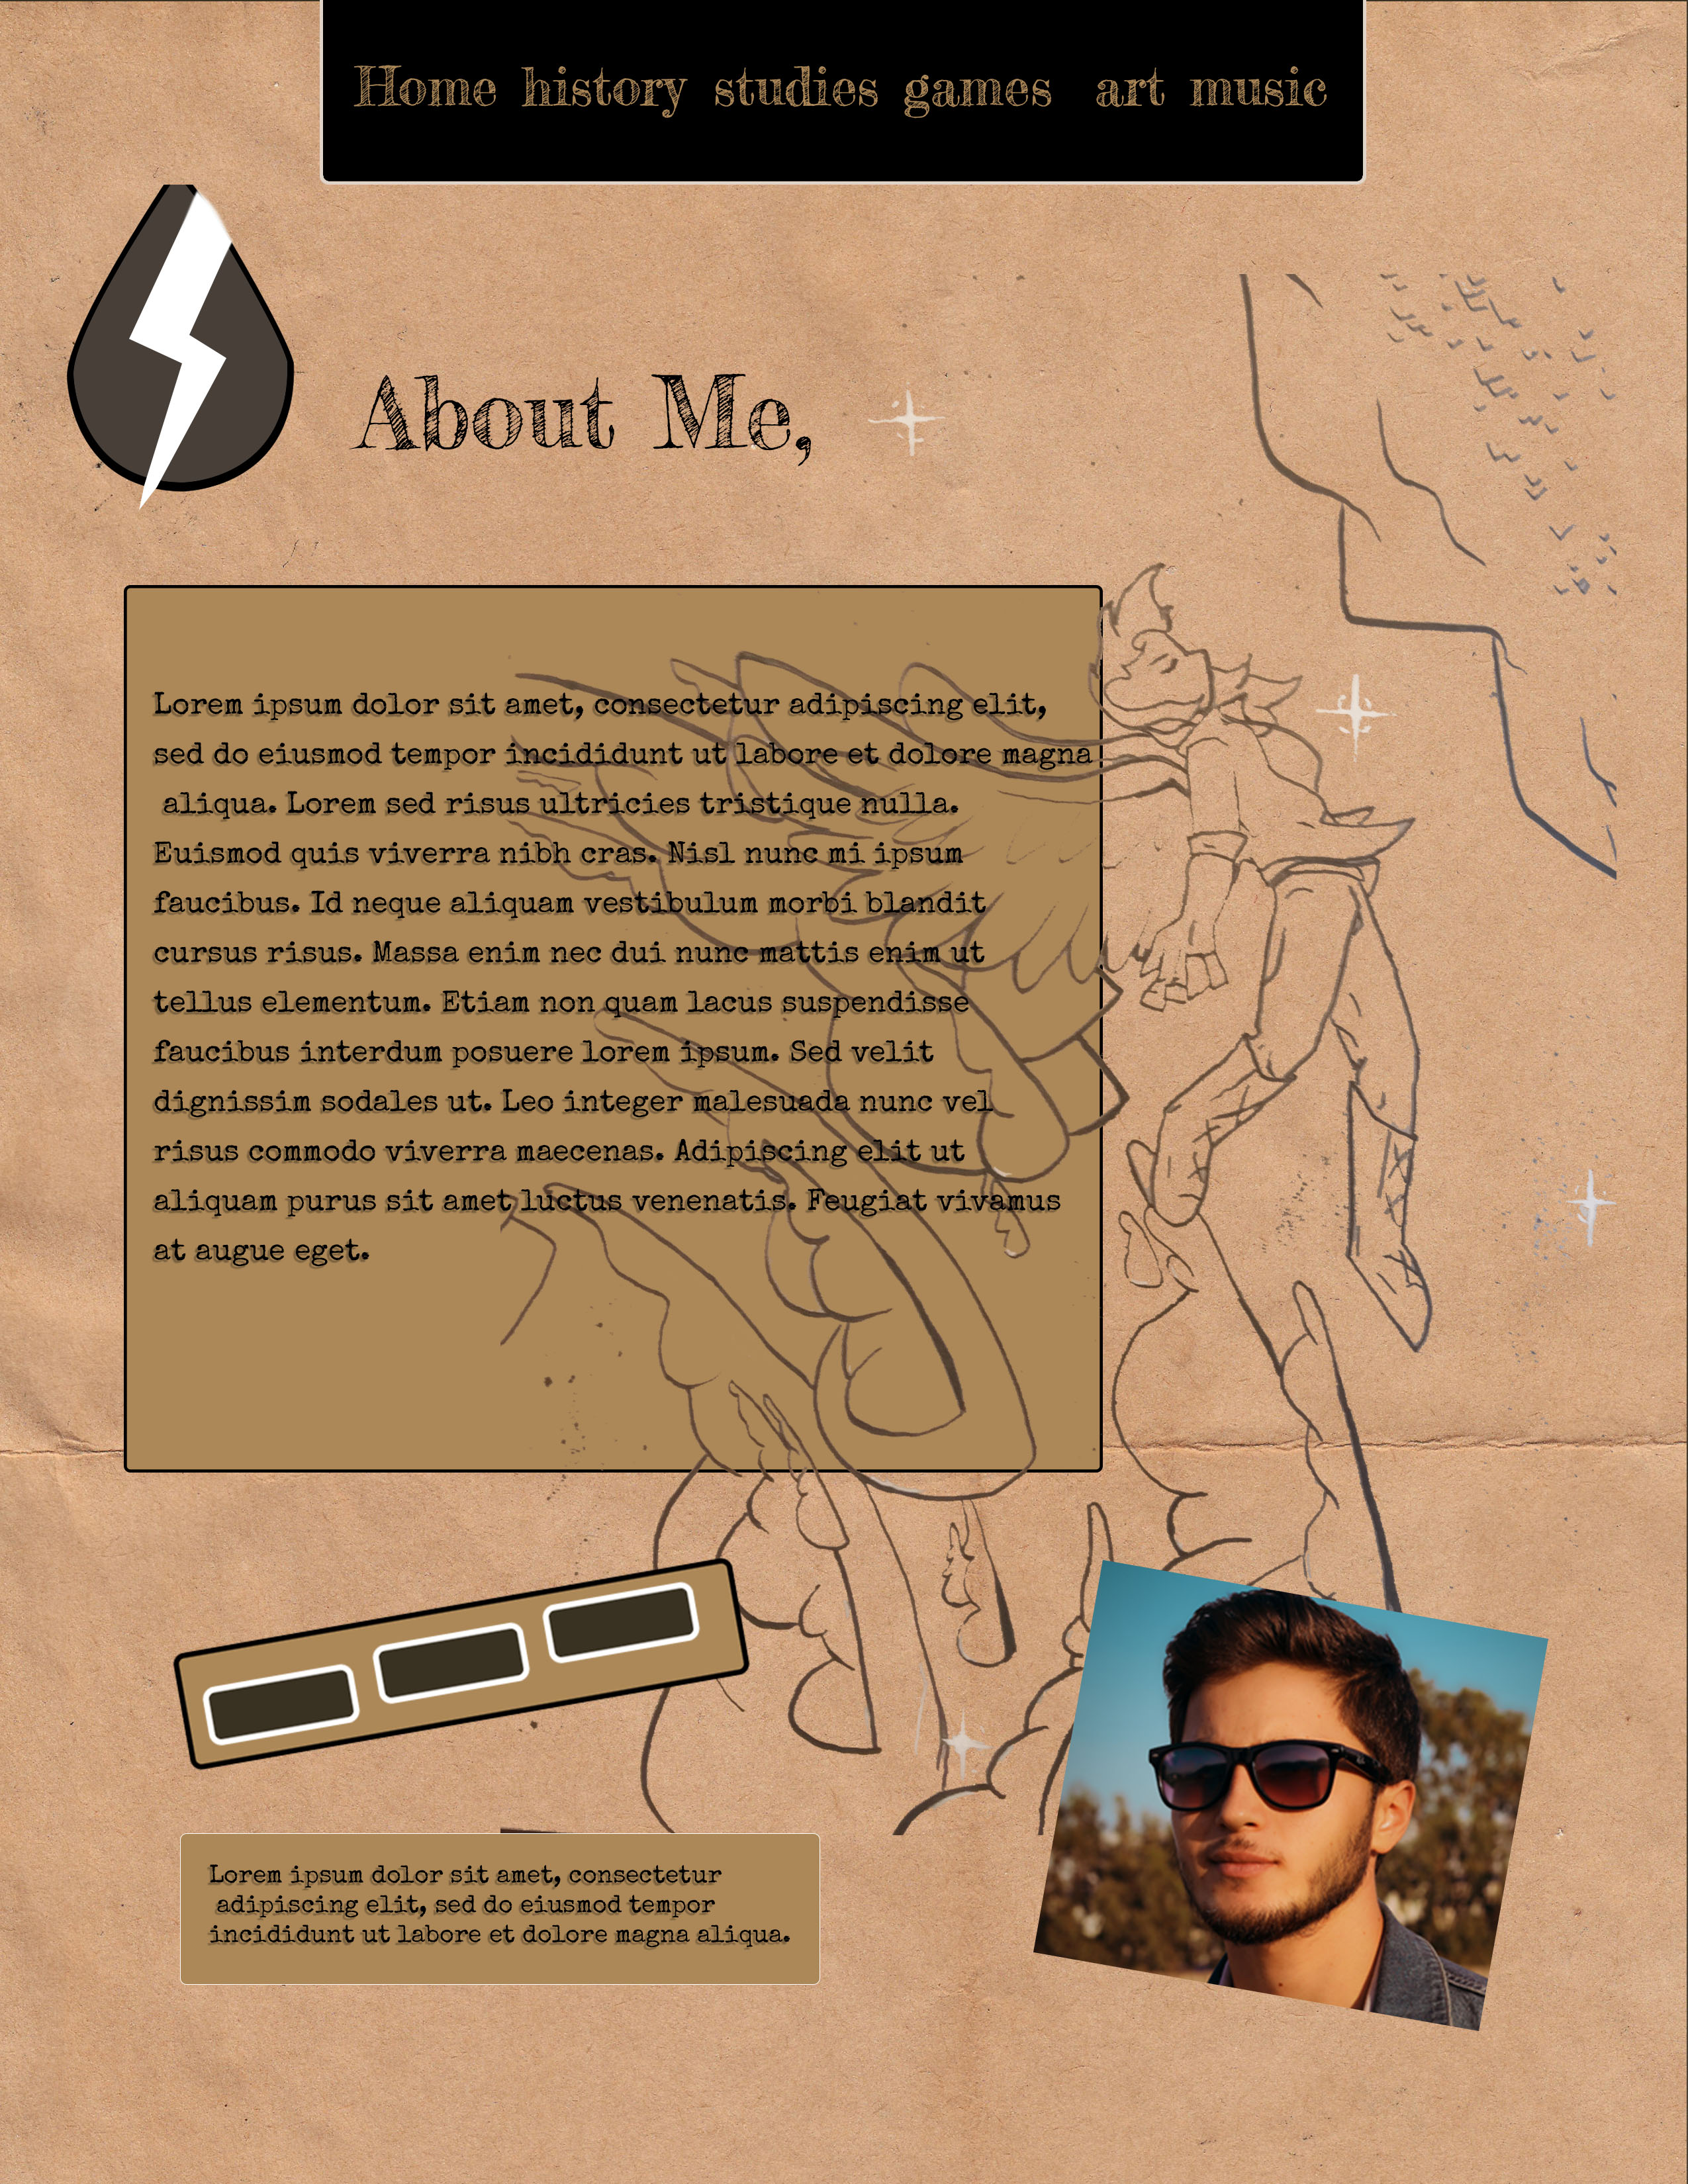 Home history studies games art music
About Me,
Lorem ipsum dolor sit amet, consectetur adipiscing elit,
sed do eiusmod tempor incididunt ut labore et dolore magna
aliqua. Lorem sed risus ultricies tristique nulla.
Euismod quis viverra nibh cras. Nisl nunc mi ipsum
faucibus. Id neque aliquam vestibulum morbi blandit
cursus risus. Massa enim nec dui nunc mattis enim ut
tellus elementum. Etiam non quam lacus suspendisse
faucibus interdum posuere lorem ipsum. Sed velit
dignissim sodales ut. Leo integer malesuada nunc vel
risus commodo viverra maecenas. Adipiscing elit ut
aliquam purus sit amet luctus venenatis. Feugiat vivamus
at augue eget.
Lorem ipsum dolor sit amet, consectetur
adipiscing elit, sed do eiusmod tempor
incididunt ut labore et dolore magna aliqua.